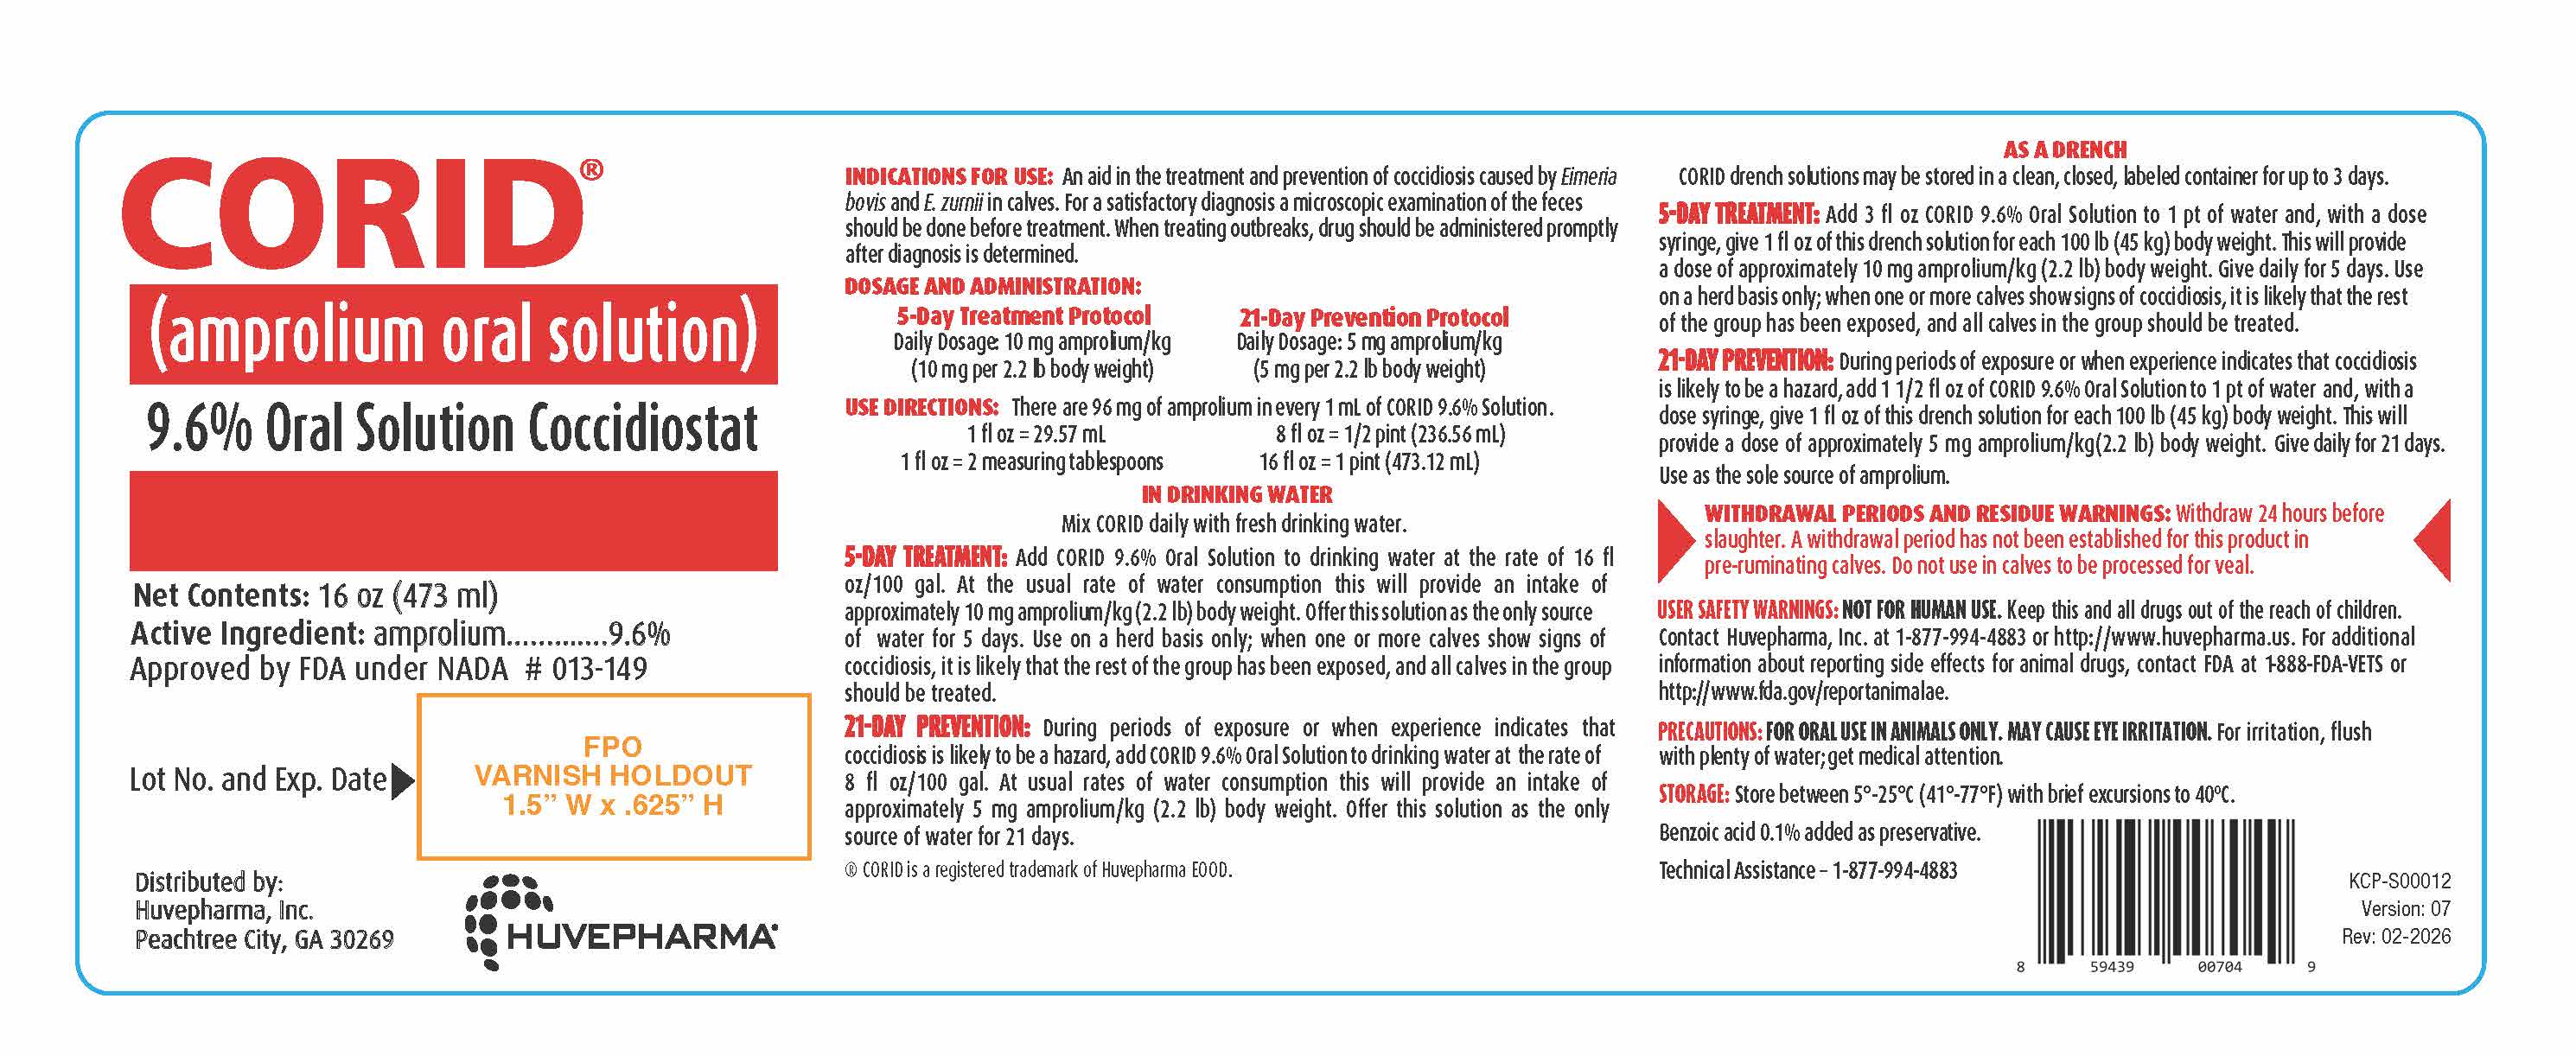 CORID®
(amprolium oral solution)
9.6% Oral Solution Coccidiostat
Net Contents: 16 oz (473 ml)
Active Ingredient: amprolium.............9.6%
Approved by FDA under NADA # 013-149
Lot No. and Exp. Date
FPO
VARNISH HOLDOUT
1.5” W x .625” H
Distributed by:
Huvepharma, Inc.
Peachtree City, GA 30269
HUVEPHARMA
INDICATIONS FOR USE: An aid in the treatment and prevention of coccidiosis caused by Eimeria
bovis and E. zurnii in calves. For a satisfactory diagnosis a microscopic examination of the feces
should be done before treatment. When treating outbreaks, drug should be administered promptly
after diagnosis is determined.
DOSAGE AND ADMINISTRATION:
5-Day Treatment Protocol
Daily Dosage: 10 mg amprolium/kg
(10 mg per 2.2 lb body weight)
21-Day Prevention Protocol
Daily Dosage: 5 mg amprolium/kg
(5 mg per 2.2 lb body weight)
USE DIRECTIONS: There are 96 mg of amprolium in every 1 mL of CORID 9.6% Solution.
1 fl oz = 29.57 mL 8 fl oz = 1/2 pint (236.56 mL)
1 fl oz = 2 measuring tablespoons 16 fl oz = 1 pint (473.12 mL)
IN DRINKING WATER
Mix CORID daily with fresh drinking water.
5-DAY TREATMENT: Add CORID 9.6% Oral Solution to drinking water at the rate of 16 fl
oz/100 gal. At the usual rate of water consumption this will provide an intake of
approximately 10 mg amprolium/kg (2.2 lb) body weight. Offer this solution as the only source
of water for 5 days. Use on a herd basis only; when one or more calves show signs of
coccidiosis, it is likely that the rest of the group has been exposed, and all calves in the group
should be treated.
21-DAY PREVENTION: During periods of exposure or when experience indicates that
coccidiosis is likely to be a hazard, add CORID 9.6% Oral Solution to drinking water at the rate of
8 fl oz/100 gal. At usual rates of water consumption this will provide an intake of
approximately 5 mg amprolium/kg (2.2 lb) body weight. Offer this solution as the only
source of water for 21 days.
® CORID is a registered trademark of Huvepharma EOOD.
AS A DRENCH
CORID drench solutions may be stored in a clean, closed, labeled container for up to 3 days.
5-DAY TREATMENT: Add 3 fl oz CORID 9.6% Oral Solution to 1 pt of water and, with a dose
syringe, give 1 fl oz of this drench solution for each 100 lb (45 kg) body weight. This will provide
a dose of approximately 10 mg amprolium/kg (2.2 lb) body weight. Give daily for 5 days. Use
on a herd basis only; when one or more calves show signs of coccidiosis, it is likely that the rest
of the group has been exposed, and all calves in the group should be treated.
21-DAY PREVENTION: During periods of exposure or when experience indicates that coccidiosis
is likely to be a hazard, add 1 1/2 fl oz of CORID 9.6% Oral Solution to 1 pt of water and, with a
dose syringe, give 1 fl oz of this drench solution for each 100 lb (45 kg) body weight. This will
provide a dose of approximately 5 mg amprolium/kg(2.2 lb) body weight. Give daily for 21 days.
Use as the sole source of amprolium.
WITHDRAWAL PERIODS AND RESIDUE WARNINGS: Withdraw 24 hours before
slaughter. A withdrawal period has not been established for this product in
pre-ruminating calves. Do not use in calves to be processed for veal.
USER SAFETY WARNINGS: NOT FOR HUMAN USE. Keep this and all drugs out of the reach of children.
Contact Huvepharma, Inc. at 1-877-994-4883 or http://www.huvepharma.us. For additional
information about reporting side effects for animal drugs, contact FDA at 1-888-FDA-VETS or
http://www.fda.gov/reportanimalae.
PRECAUTIONS: FOR ORAL USE IN ANIMALS ONLY. MAY CAUSE EYE IRRITATION. For irritation, flush
with plenty of water; get medical attention.
STORAGE: Store between 5°-25°C (41°-77°F) with brief excursions to 40ºC.
Benzoic acid 0.1% added as preservative.
Technical Assistance – 1-877-994-4883
8 59439 00704 9
KCP-S00012
Version: 07
Rev: 02-2026